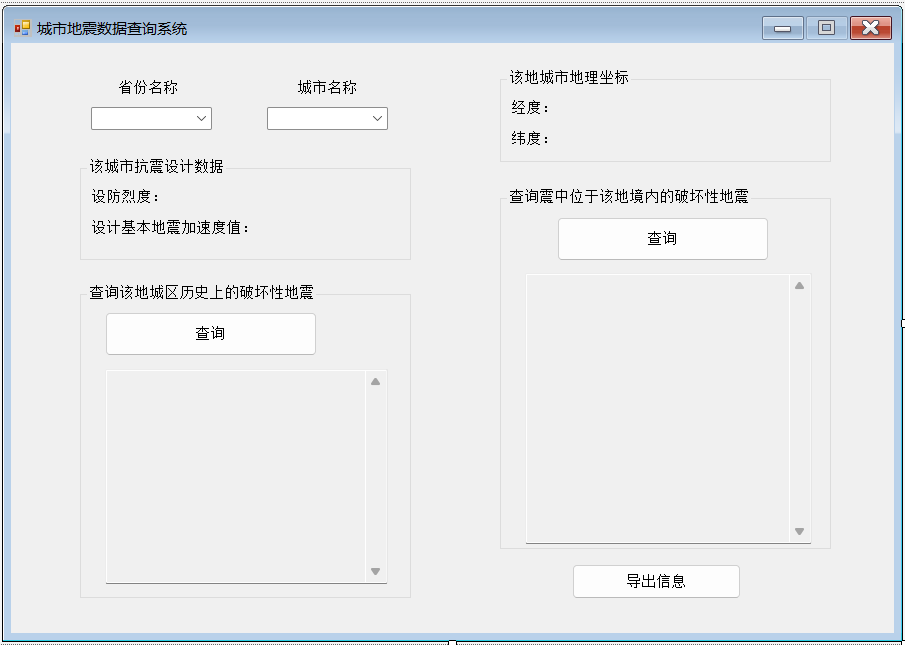 城市地震数据查询系统
省份名称
城市名称
该城市抗震设计数据
设防烈度：
设计基本地震加速度值：
查询该地城区历史上的破坏性地震
查询
该地城市地理坐标
经度：
纬度：
查询震中位于该地境内的破坏性地震
查询
导出信息